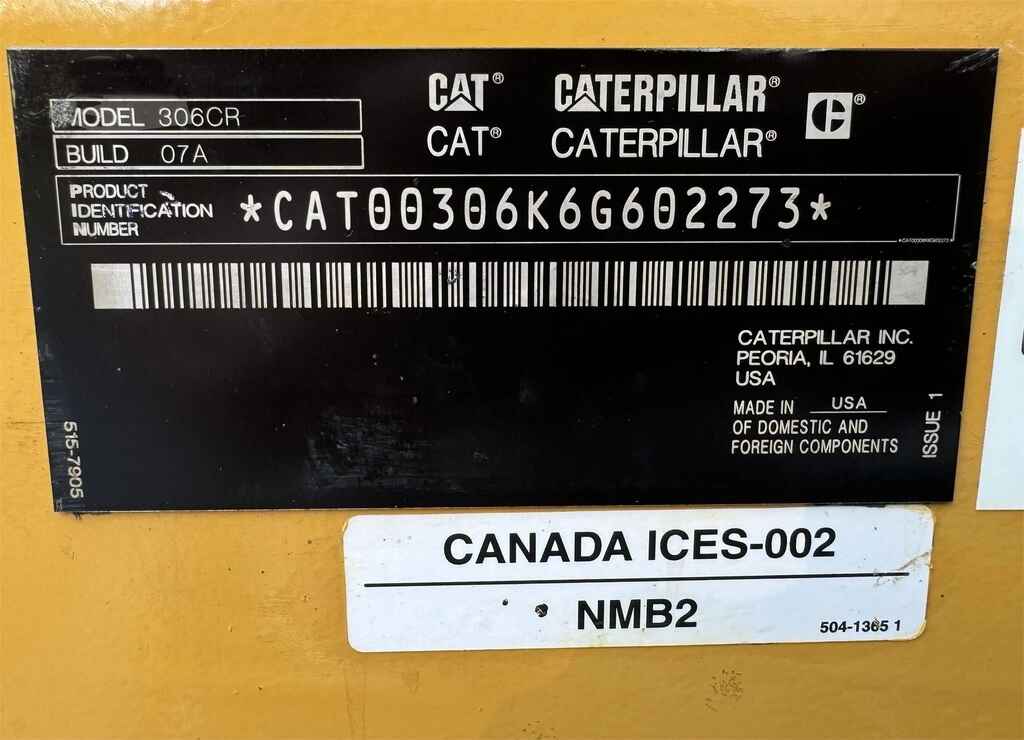 CAT® CATERPILLAR® C®
CAT® CATERPILLAR®
MODEL 306CR
BUILD 07A
PRODUCT
IDENTIFICATION
NUMBER
*CAT00306K6G602273*
*CAT00306K6G602273*
CATERPILLAR INC.
PEORIA, IL 61629
USA
MADE IN USA
OF DOMESTIC AND
FOREIGN COMPONENTS
ISSUE 1
515-7905
CANADA ICES-002
NMB2
504-1365 1